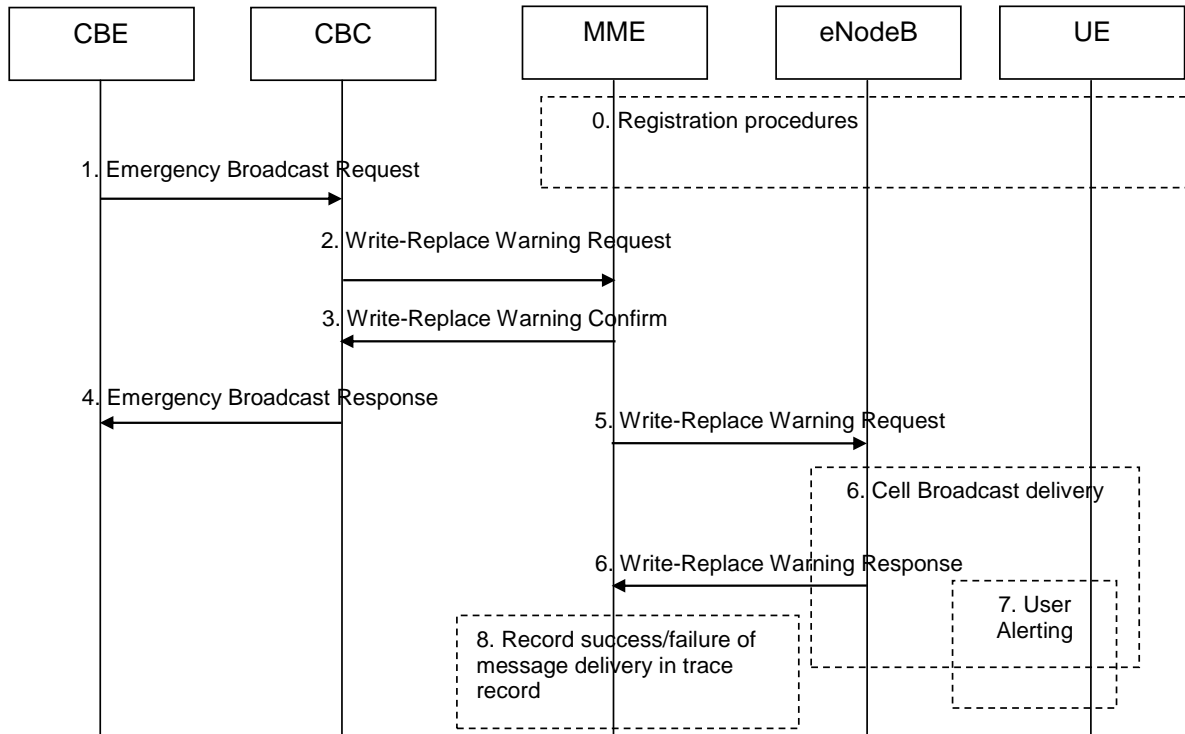 CBE
CBC
MME
eNodeB
UE
0. Registration procedures
1. Emergency Broadcast Request
2. Write-Replace Warning Request
3. Write-Replace Warning Confirm
4. Emergency Broadcast Response
5. Write-Replace Warning Request
6. Cell Broadcast delivery
6. Write-Replace Warning Response
7. User
Alerting
8. Record success/failure of
message delivery in trace
record